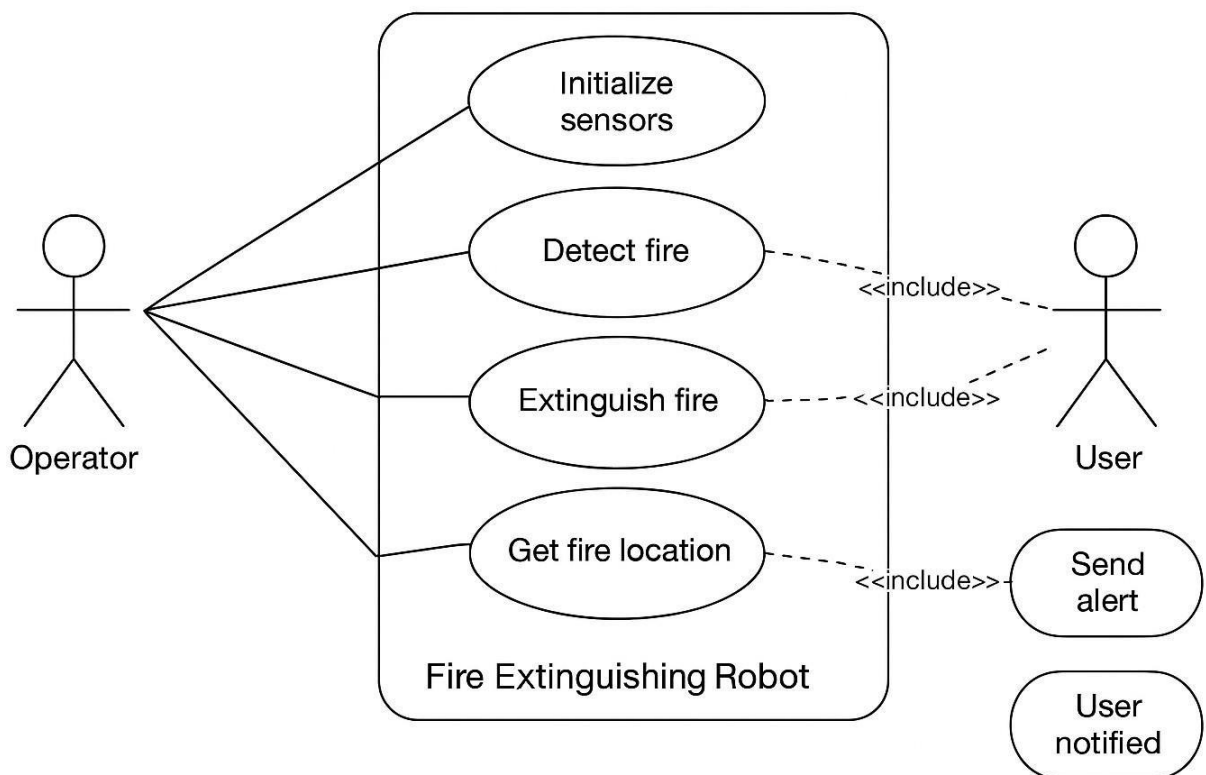 Initialize
sensors
Detect fire
<<include>>
Extinguish fire
<<include>>
Operator
User
Get fire location
<<include>>
Send
alert
Fire Extinguishing Robot
User
notified